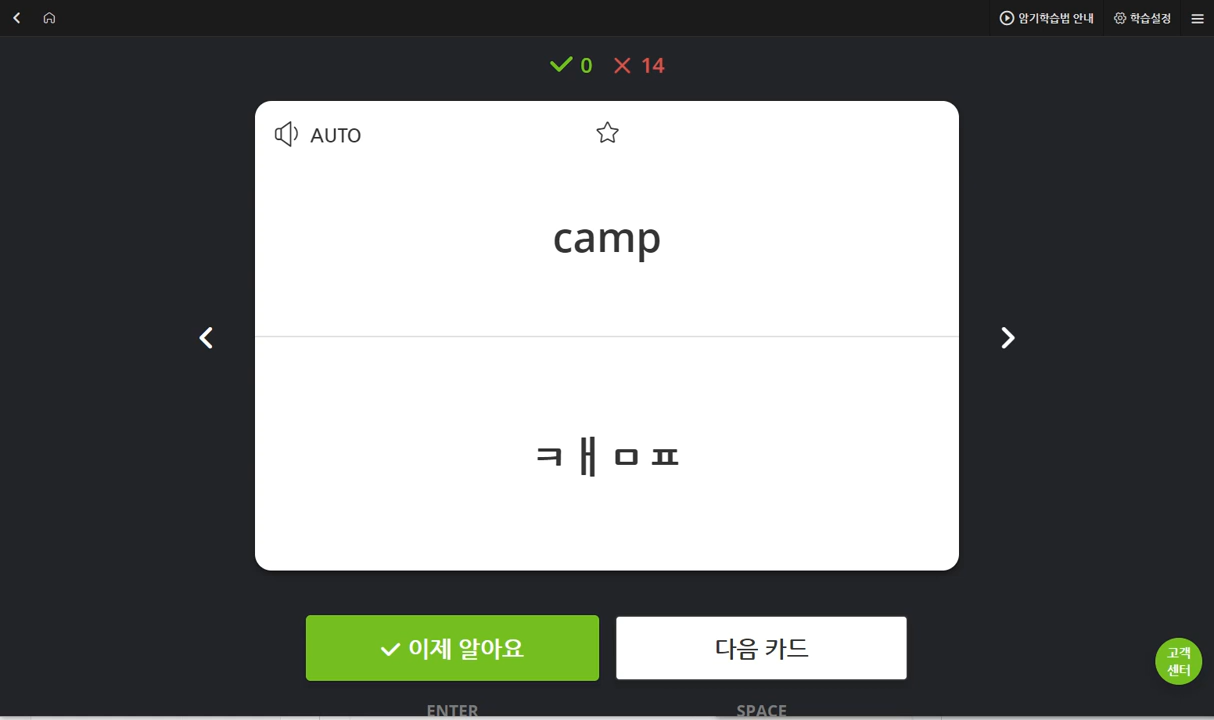 암기학습법 안내 학습설정
0 14
AUTO
camp
ㅋㅐㅁㅍ
이제 알아요 다음 카드
고객
센터
ENTER SPACE